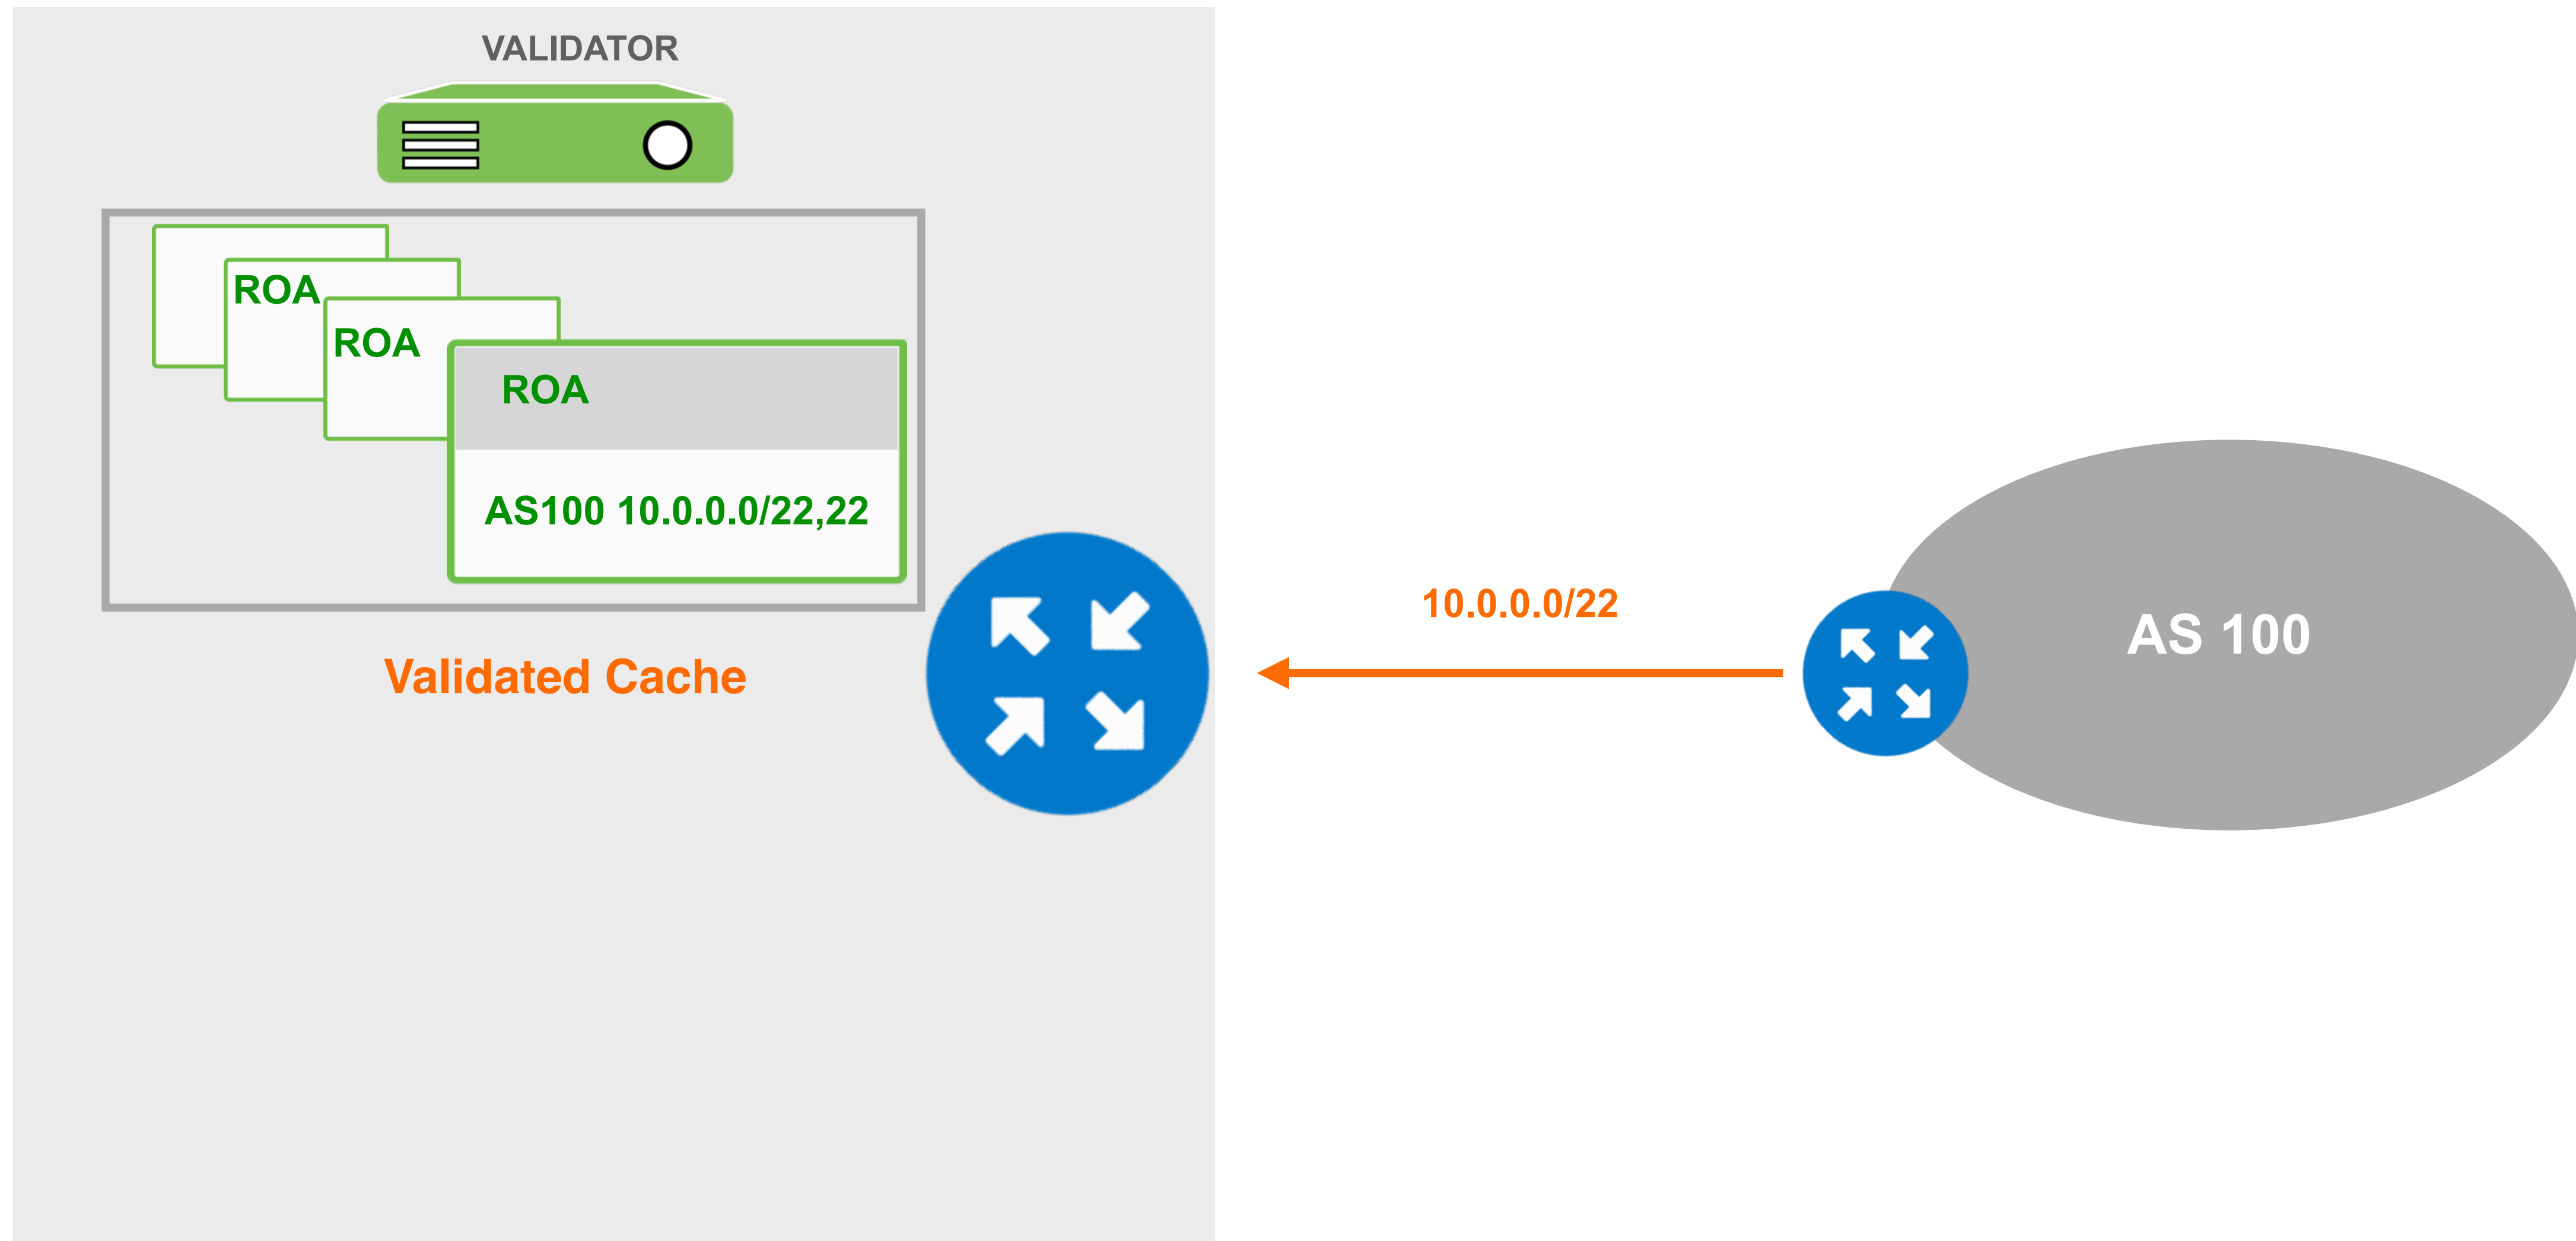 VALIDATOR
ROA
ROA
ROA
AS100 10.0.0.0/22,22
Validated Cache
10.0.0.0/22
AS 100